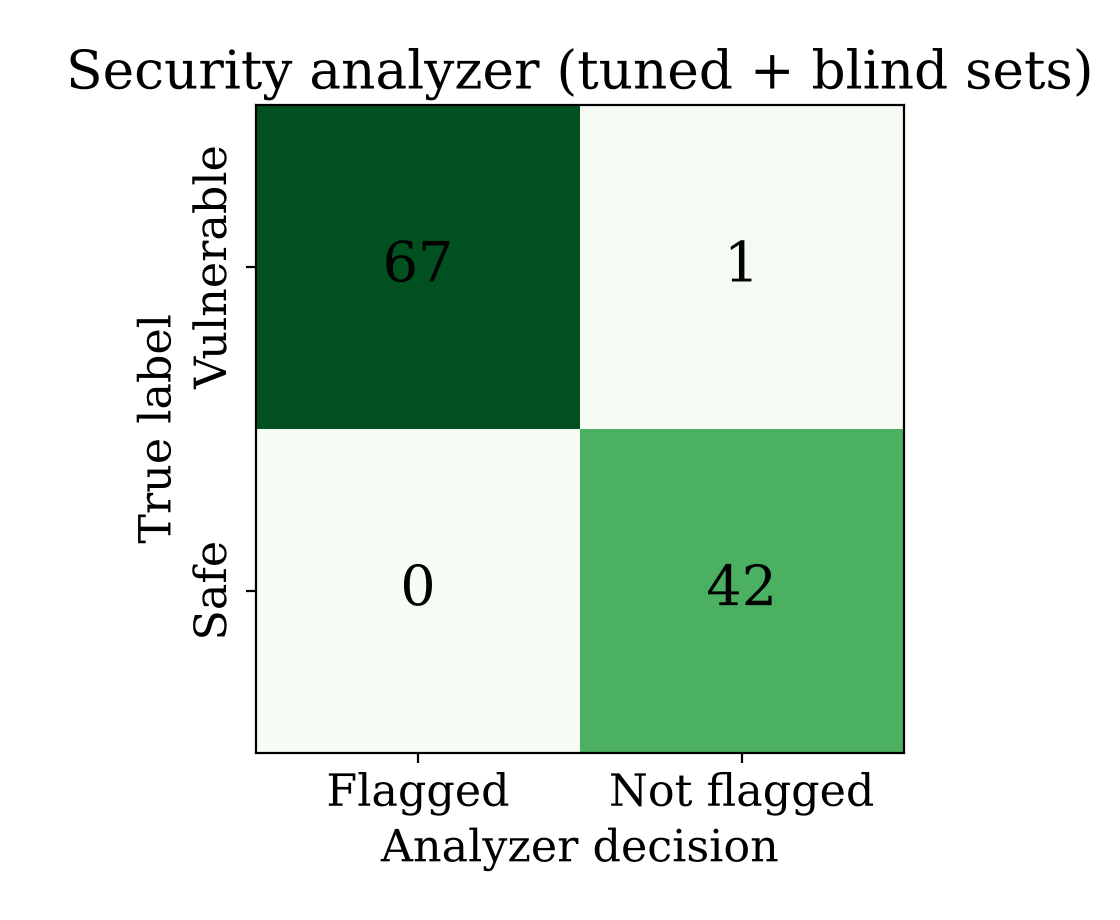 Security analyzer (tuned + blind sets)
True label
Vulnerable
67
1
Safe
0
42
Flagged
Not flagged
Analyzer decision